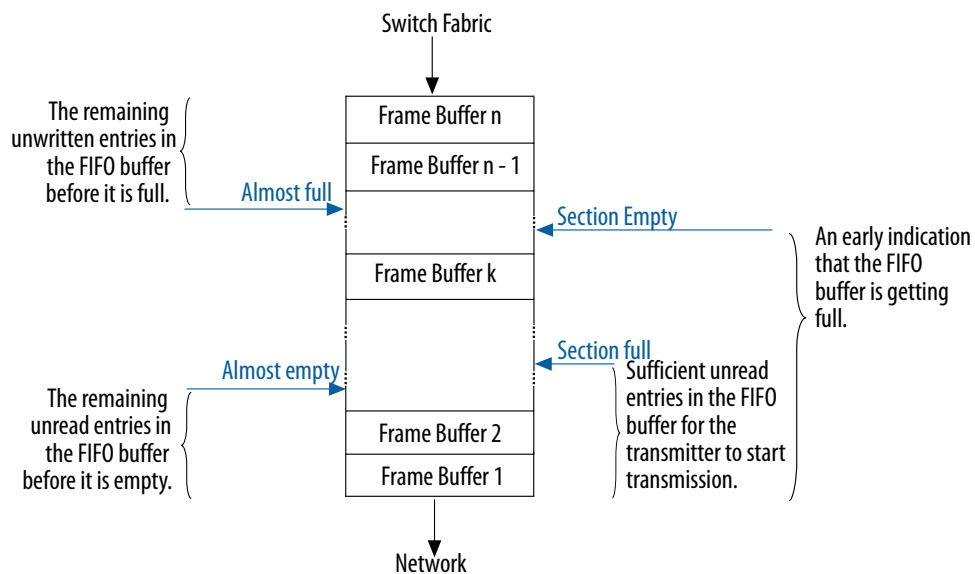 Switch Fabric
The remaining
unwritten entries in
the FIFO buffer
before it is full.
Frame Buffer n
Frame Buffer n - 1
Almost full
Section Empty
An early indication
that the FIFO
buffer is getting
full.
Frame Buffer k
Section full
Almost empty
Sufficient unread
entries in the FIFO
buffer for the
transmitter to start
transmission.
The remaining
unread entries in
the FIFO buffer
before it is empty.
Frame Buffer 2
Frame Buffer 1
Network